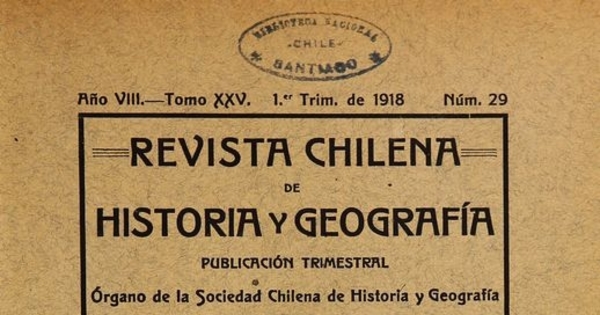 BIBLIOTECA NACIONAL
-CHILE-
SANTIAGO
Año VIII.—Tomo XXV. 1.er Trim. de 1918 Núm. 29
REVISTA CHILENA
DE
HISTORIA Y GEOGRAFÍA
PUBLICACIÓN TRIMESTRAL
Órgano de la Sociedad Chilena de Historia y Geografía